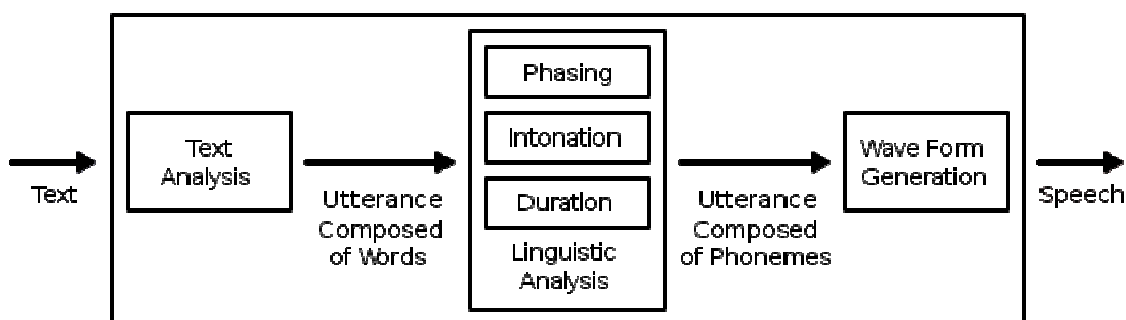 Text
Text
Analysis
Utterance
Composed
of Words
Phasing
Intonation
Duration
Linguistic
Analysis
Utterance
Composed
of Phonemes
Wave Form
Generation
Speech